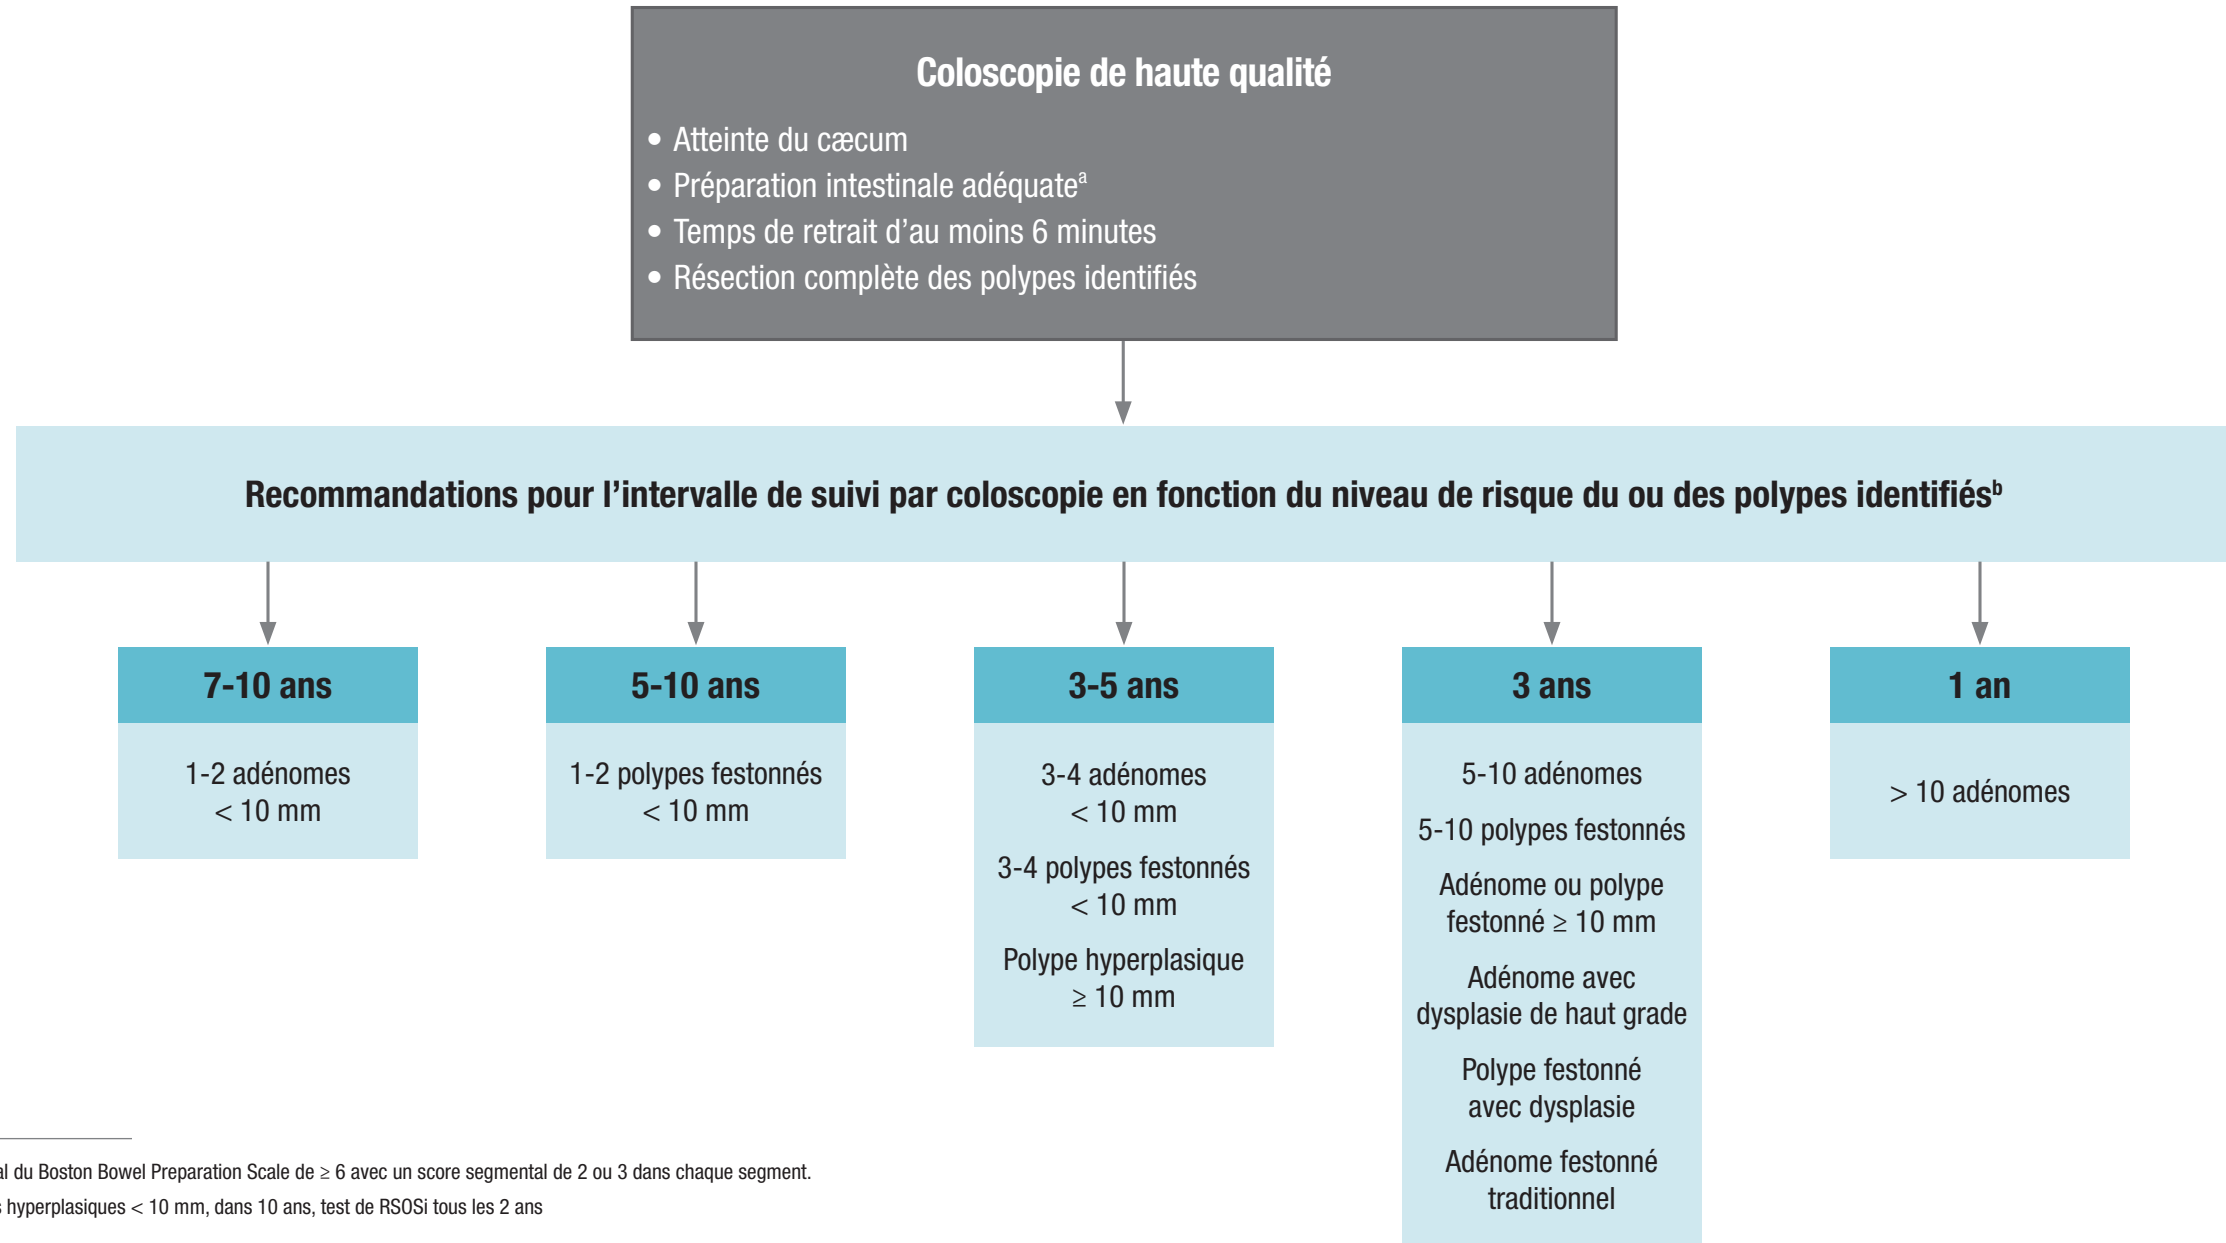 Coloscopie de haute qualité
• Atteinte du cæcum
• Préparation intestinale adéquateᵃ
• Temps de retrait d’au moins 6 minutes
• Résection complète des polypes identifiés
Recommandations pour l’intervalle de suivi par coloscopie en fonction du niveau de risque du ou des polypes identifiésᵇ
7-10 ans
1-2 adénomes
< 10 mm
5-10 ans
1-2 polypes festonnés
< 10 mm
3-5 ans
3-4 adénomes
< 10 mm
3-4 polypes festonnés
< 10 mm
Polype hyperplasique
≥ 10 mm
3 ans
5-10 adénomes
5-10 polypes festonnés
Adénome ou polype
festonné ≥ 10 mm
Adénome avec
dysplasie de haut grade
Polype festonné
avec dysplasie
Adénome festonné
traditionnel
1 an
> 10 adénomes
du Boston Bowel Preparation Scale de ≥ 6 avec un score segmental de 2 ou 3 dans chaque segment.
hyperplasiques < 10 mm, dans 10 ans, test de RSOSi tous les 2 ans